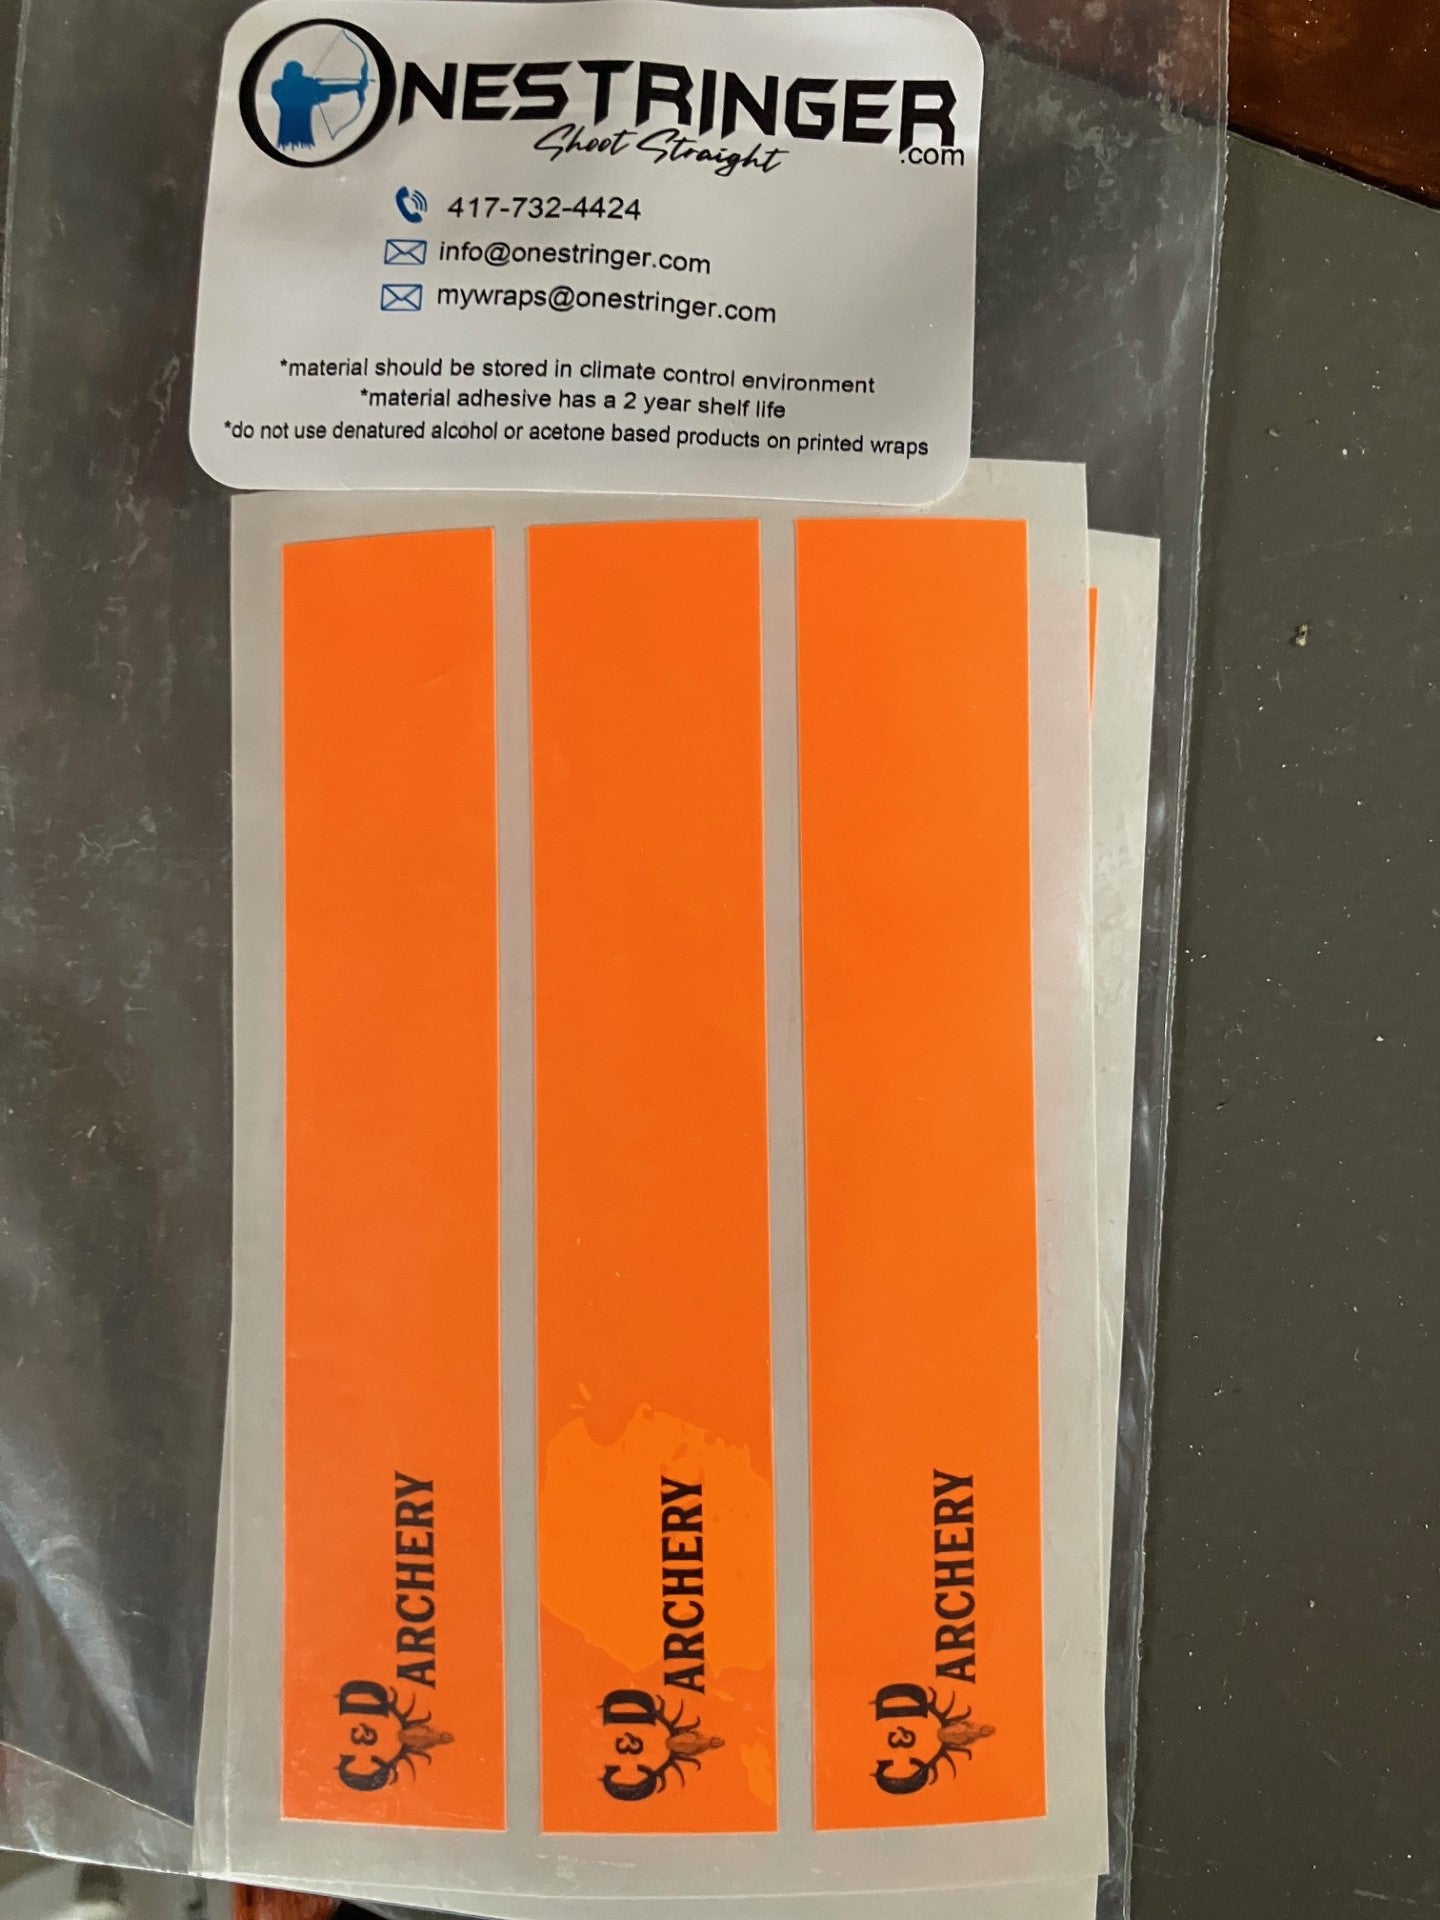 ONESTRINGER
.com
Shoot Straight
417-732-4424
info@onestringer.com
mywraps@onestringer.com
*material should be stored in climate control environment
*material adhesive has a 2 year shelf life
*do not use denatured alcohol or acetone based products on printed wraps
C&D
ARCHERY
C&D
ARCHERY
C&D
ARCHERY